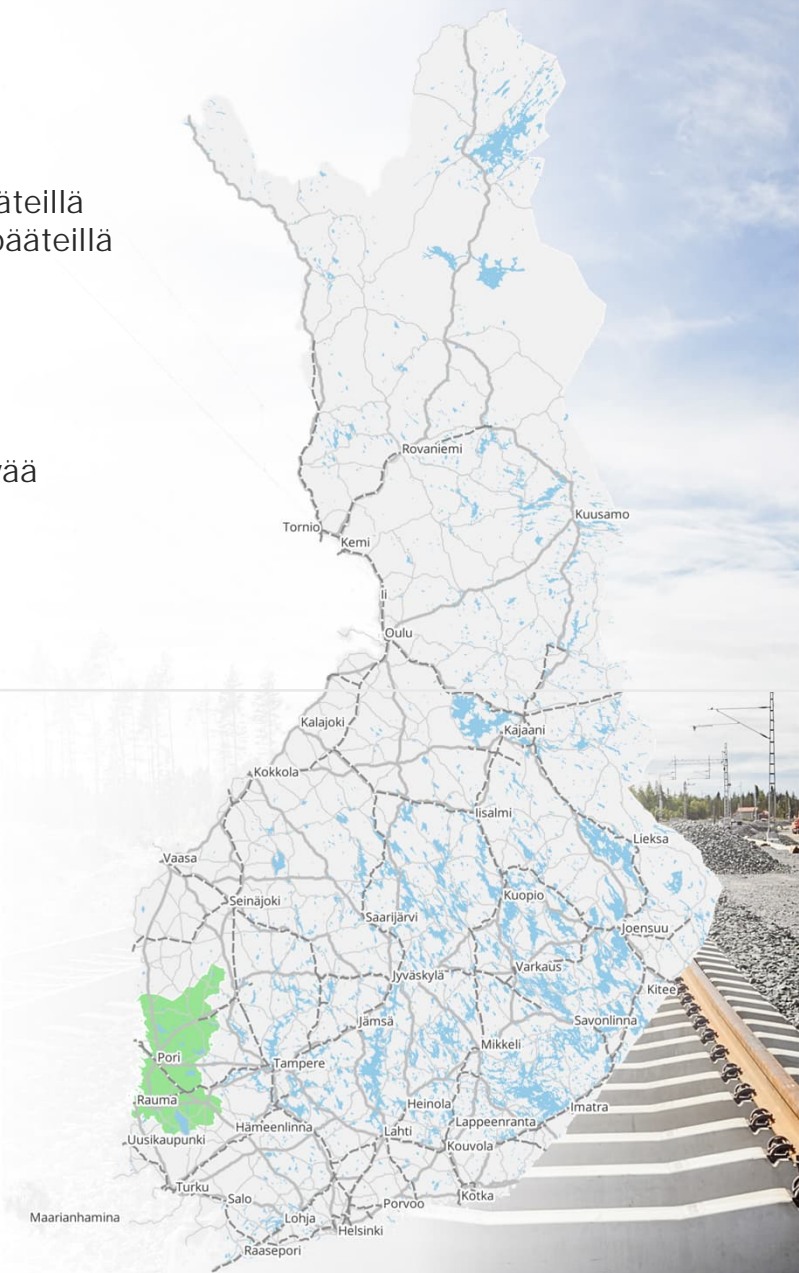 äteillä
pääteillä
vää
Rovaniemi
Kuusamo
Tornio
Kemi
Ii
Oulu
Kalajoki
Kajaani
Kokkola
Iisalmi
Lieksa
Vaasa
Kuopio
Seinäjoki
Saarijärvi
Joensuu
Varkaus
Jyväskylä
Kitee
Jämsä
Savonlinna
Mikkeli
Pori
Tampere
Rauma
Heinola
Imatra
Lappeenranta
Hämeenlinna
Lahti
Uusikaupunki
Kouvola
Turku
Salo
Kotka
Porvoo
Maarianhamina
Lohja
Helsinki
Raasepori